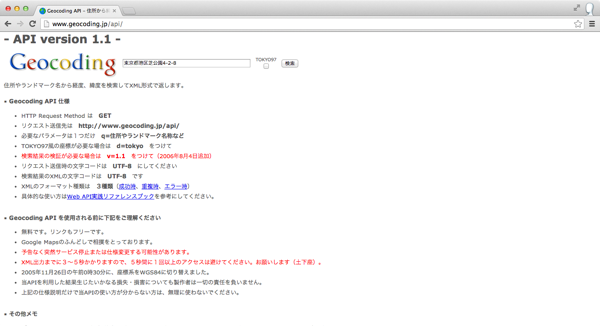 Geocoding API - 住所から緯
www.geocoding.jp/api/
- API version 1.1 -
Geocoding 東京都港区芝公園4-2-8 TOKYO97 検索
住所やランドマーク名から経度、緯度を検索してXML形式で返します。
• Geocoding API 仕様
HTTP Request Method は GET
リクエスト送信先は http://www.geocoding.jp/api/
必要なパラメータは１つだけ q=住所やランドマーク名称など
TOKYO97風の座標が必要な場合は d=tokyo をつけて
検索結果の検証が必要な場合は v=1.1 をつけて（2006年8月4日追加）
リクエスト送信時の文字コードは UTF-8 にしてください
検索結果のXMLの文字コードは UTF-8 です
XMLのフォーマット種類は ３種類（成功時、重複時、エラー時）
具体的な使い方はWeb API実践リファレンスブックを参考にしてください。
• Geocoding API を使用される前に下記をご理解ください
無料です。リンクもフリーです。
Google Mapsのふんどしで相撲をとっております。
予告なく突然サービス停止または仕様変更する可能性があります。
XML出力までに３～５秒かかりますので、５秒間に１回以上のアクセスは避けてください。お願いします（土下座）。
2005年11月26日の午前0時30分に、座標系をWGS84に切り替えました。
当APIを利用した結果生じたいかなる損失・損害についても製作者は一切の責任を負いません。
上記の仕様説明だけで当APIの使い方が分からない方は、無理に使わないでください。
• その他メモ